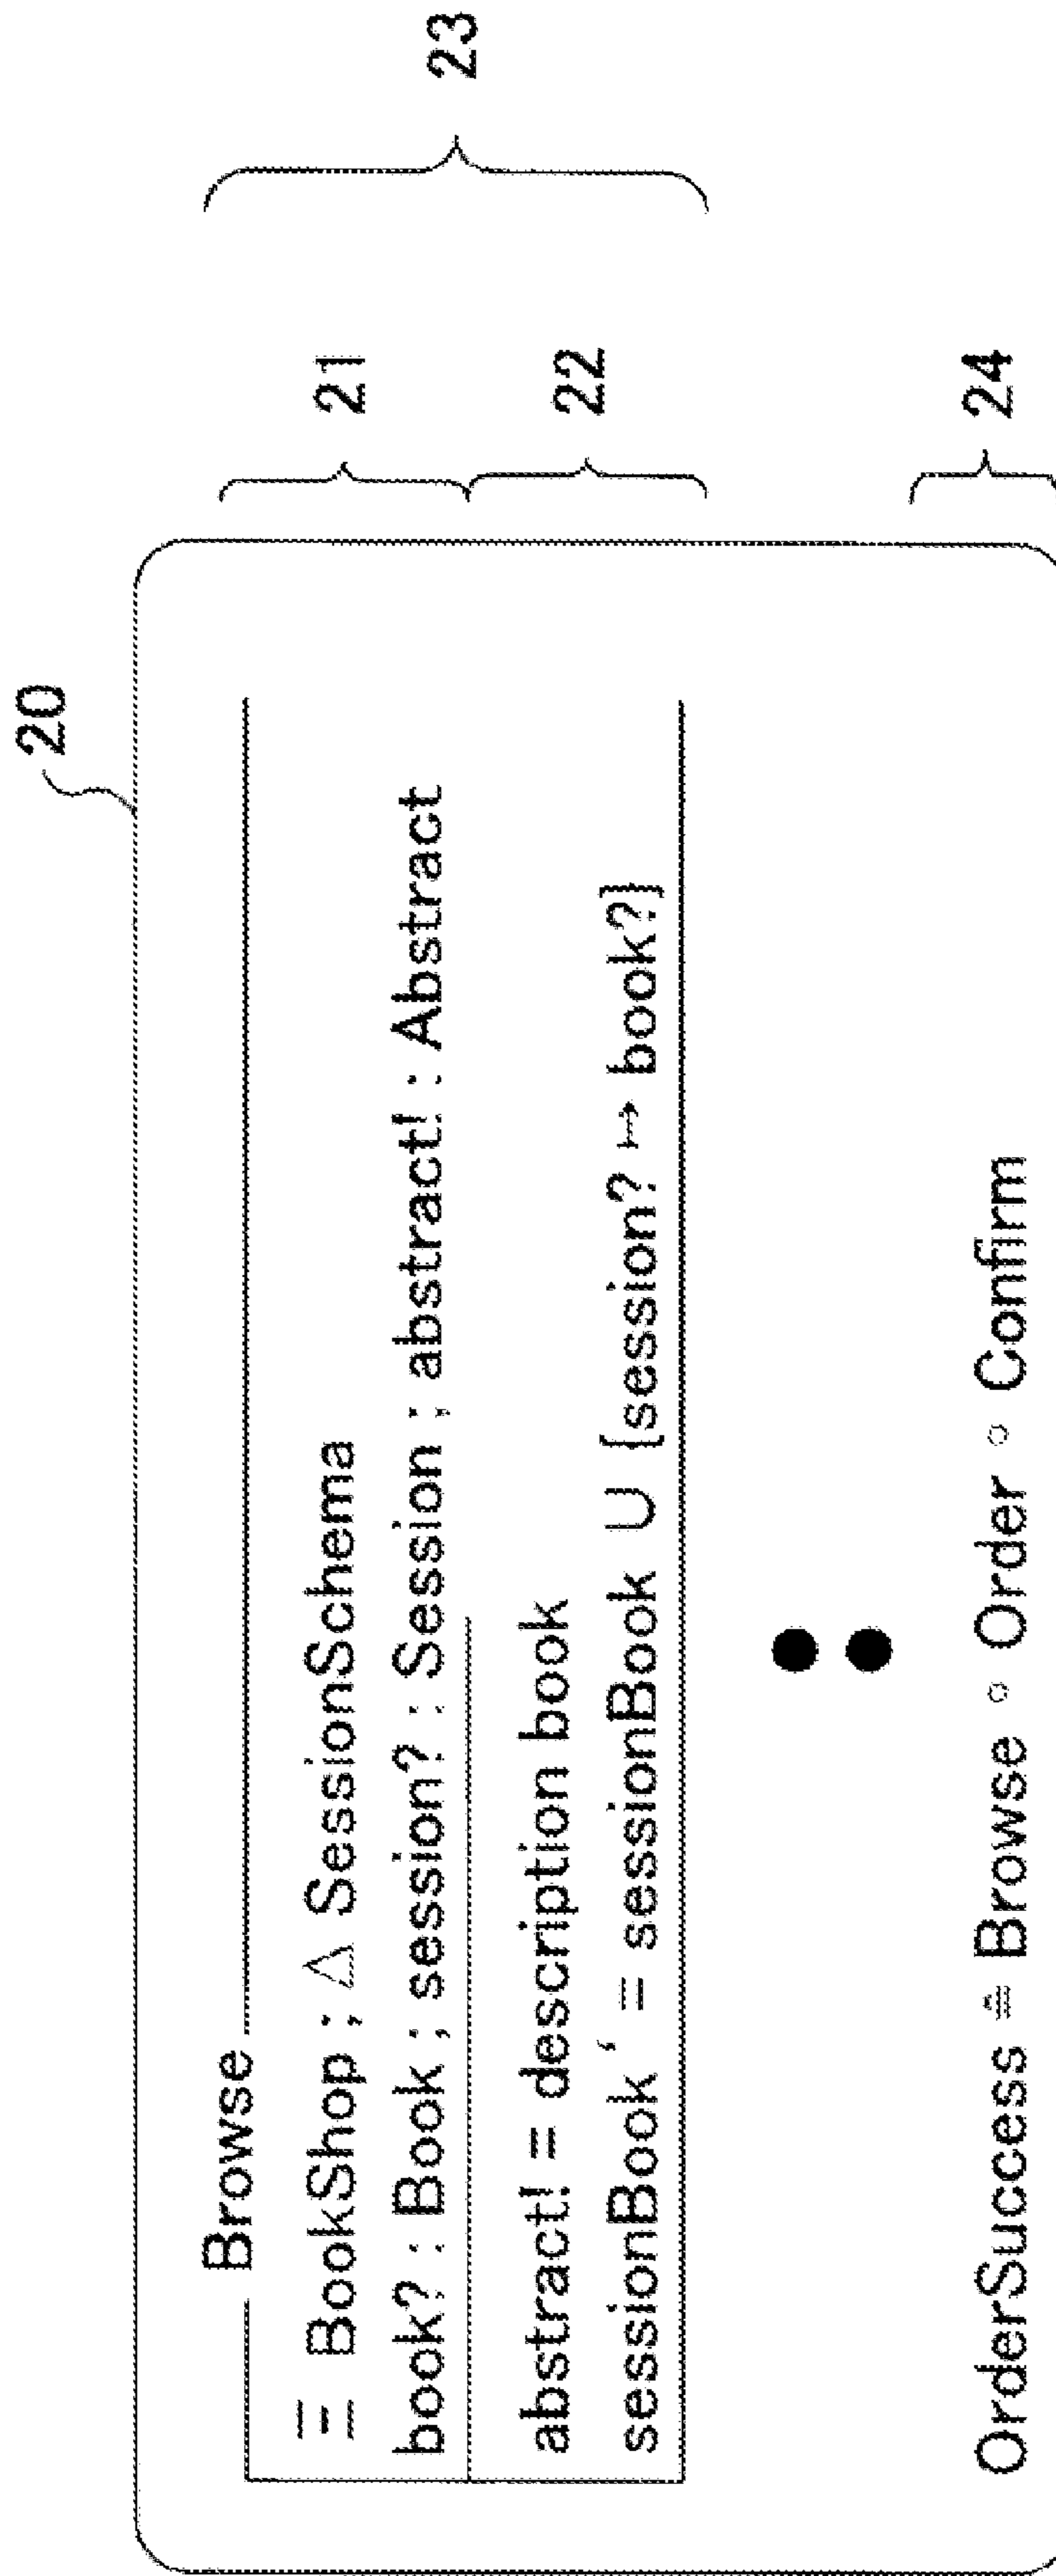 20
Browse
Ξ BookShop ; △ SessionSchema
book? : Book ; session? : Session ; abstract! : Abstract
21
abstract! = description book
sessionBook ‘ = sessionBook ∪ {session? ↦ book?}
22
23
OrderSuccess ≙ Browse ∘ Order ∘ Confirm
24